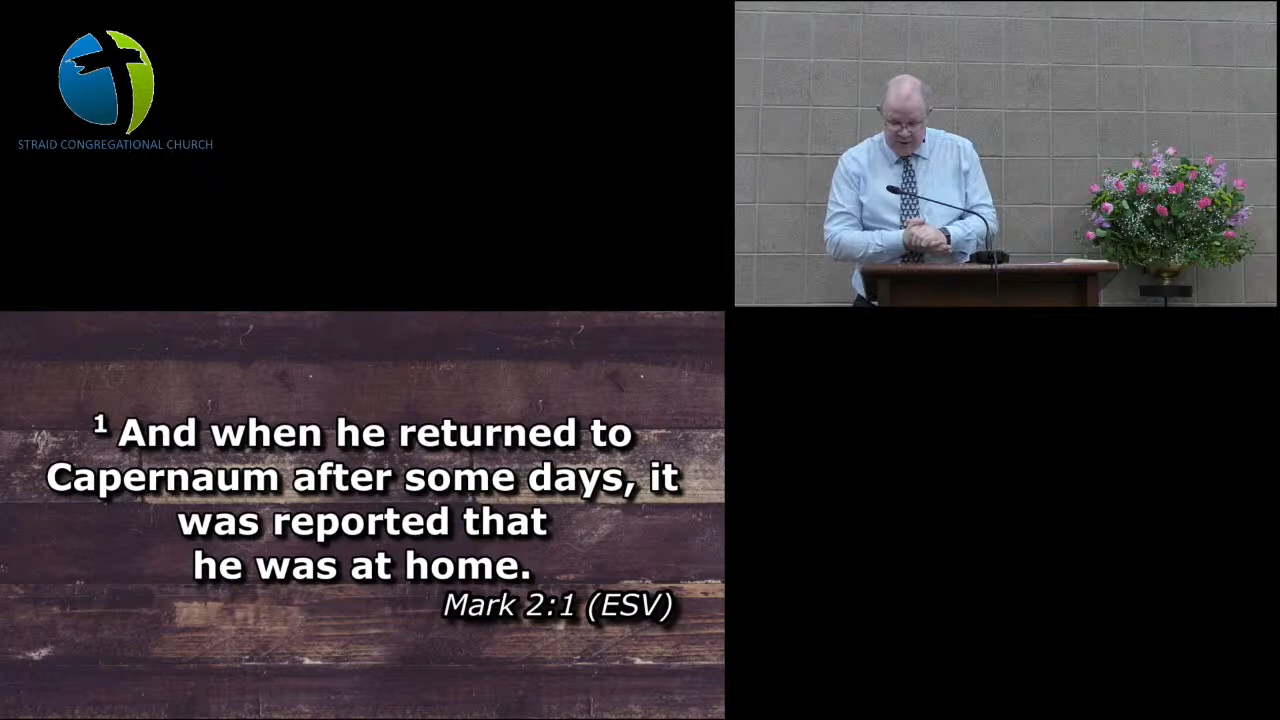 STRAID CONGREGATIONAL CHURCH
1 And when he returned to
Capernaum after some days, it
was reported that
he was at home.
Mark 2:1 (ESV)